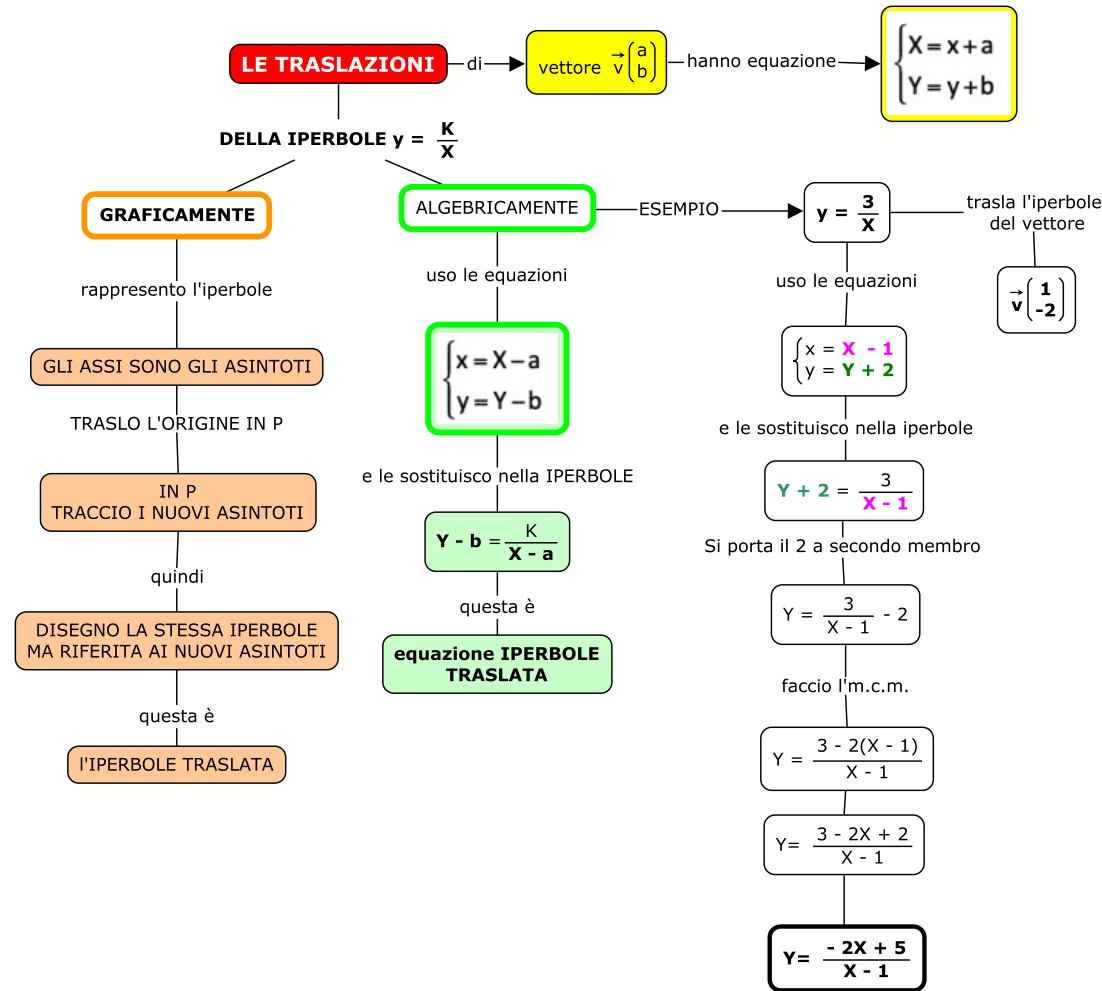 LE TRASLAZIONI
di
vettore v→ (a
b)
hanno equazione
{X = x+a
Y = y+b
DELLA IPERBOLE y = K/X
GRAFICAMENTE
rappresento l'iperbole
GLI ASSI SONO GLI ASINTOTI
TRASLO L'ORIGINE IN P
IN P
TRACCIO I NUOVI ASINTOTI
quindi
DISEGNO LA STESSA IPERBOLE
MA RIFERITA AI NUOVI ASINTOTI
questa è
l'IPERBOLE TRASLATA
ALGEBRICAMENTE
uso le equazioni
{x = X-a
y = Y-b
e le sostituisco nella IPERBOLE
Y - b = K/X - a
questa è
equazione IPERBOLE
TRASLATA
ESEMPIO
y = 3/X
trasla l'iperbole
del vettore
v→ (1
-2)
uso le equazioni
{x = X - 1
y = Y + 2
e le sostituisco nella iperbole
Y + 2 = 3/X - 1
Si porta il 2 a secondo membro
Y = 3/X - 1 - 2
faccio l'm.c.m.
Y = 3 - 2(X - 1)/X - 1
Y= 3 - 2X + 2/X - 1
Y= - 2X + 5/X - 1